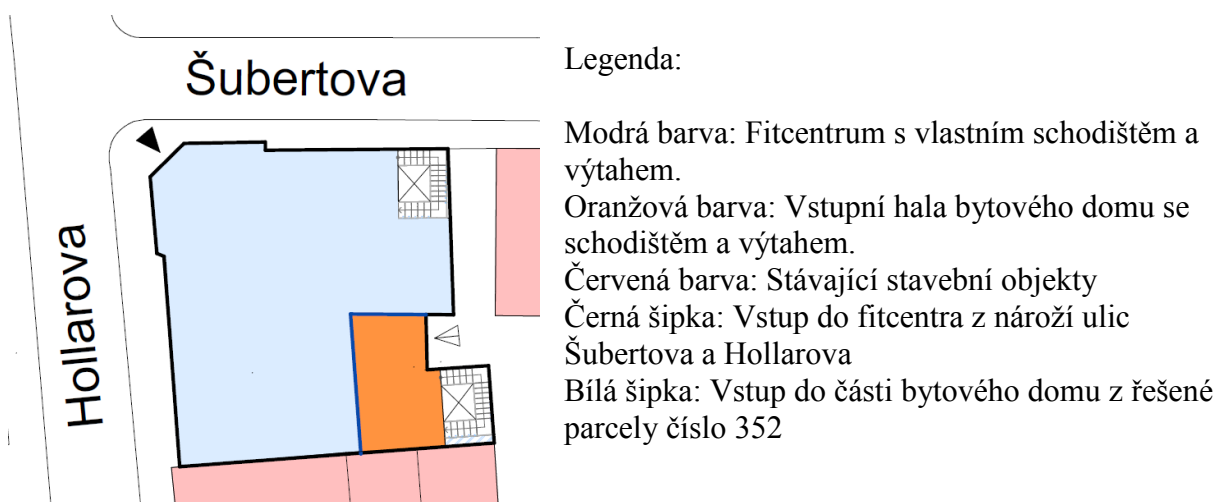 Šubertova
Hollarova
Legenda:
Modrá barva: Fitcentrum s vlastním schodištěm a
výtahem.
Oranžová barva: Vstupní hala bytového domu se
schodištěm a výtahem.
Červená barva: Stávající stavební objekty
Černá šipka: Vstup do fitcentra z nároží ulic
Šubertova a Hollarova
Bílá šipka: Vstup do části bytového domu z řešené
parcely číslo 352